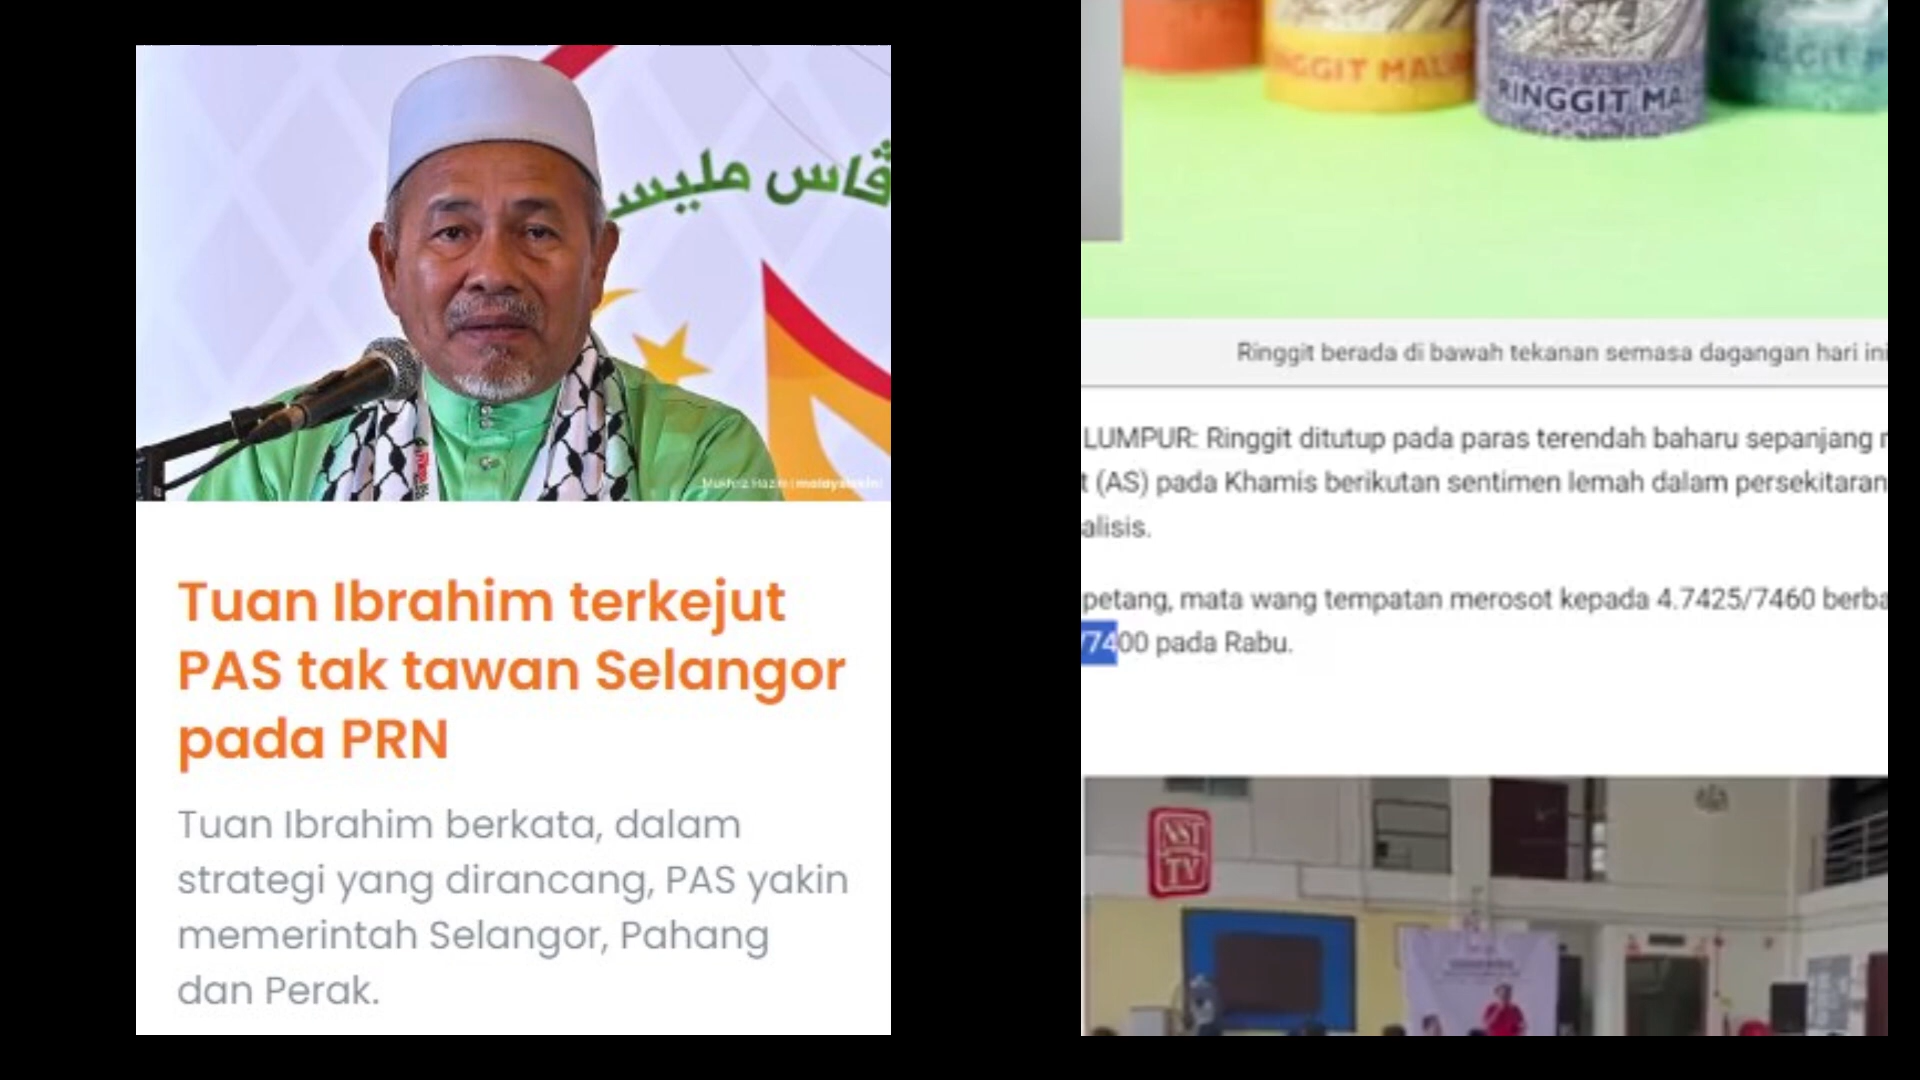 ڤاس مليس
malaysiakini
Tuan Ibrahim terkejut
PAS tak tawan Selangor
pada PRN
Tuan Ibrahim berkata, dalam
strategi yang dirancang, PAS yakin
memerintah Selangor, Pahang
dan Perak.
RINGGIT MA
Ringgit berada di bawah tekanan semasa dagangan hari ini
LUMPUR: Ringgit ditutup pada paras terendah baharu sepanjang
t (AS) pada Khamis berikutan sentimen lemah dalam persekitaran
alisis.
petang, mata wang tempatan merosot kepada 4.7425/7460 berba
/7400 pada Rabu.
NST
TV